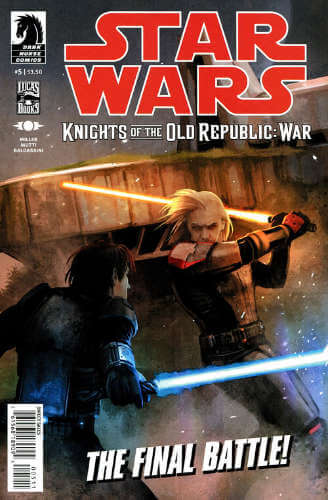 DARK
HORSE
COMICS
#5 | $3.50
LUCAS
BOOKS
MILLER
MUTTI
BALDASSINI
STAR
WARS
KNIGHTS OF THE OLD REPUBLIC: WAR
THE FINAL BATTLE!